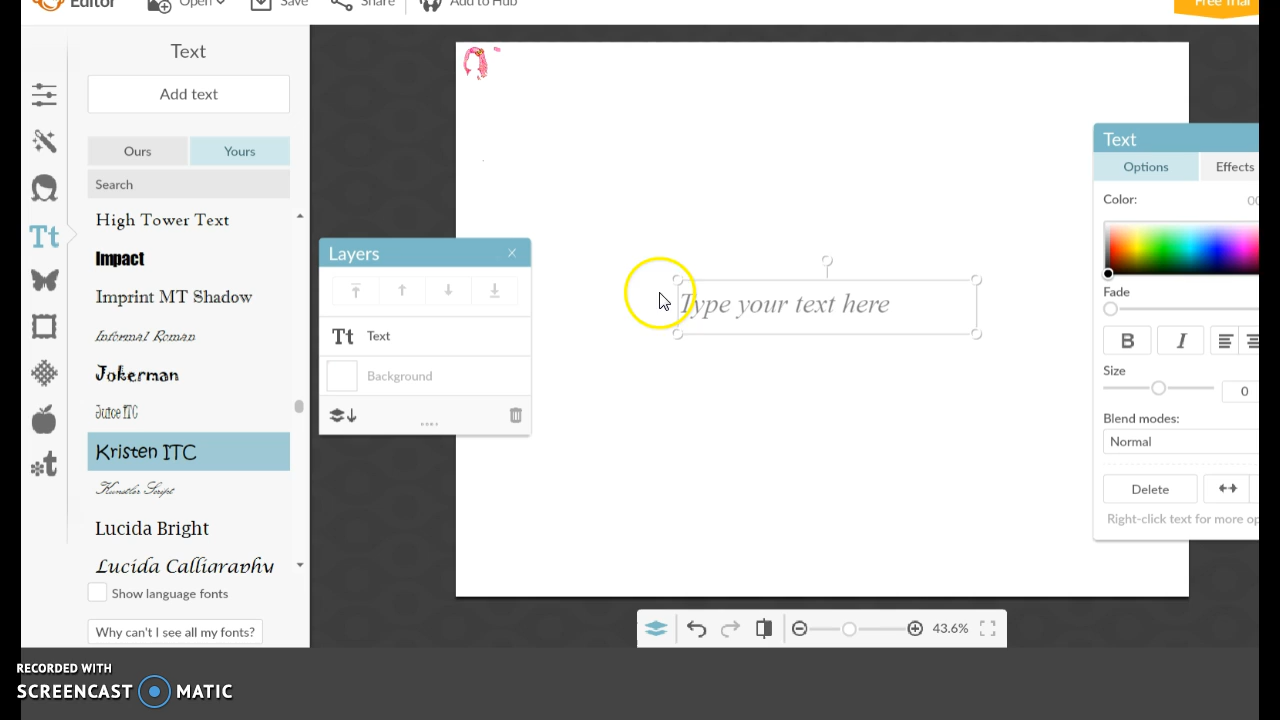 Editor
Open
Save
Share
Add to Hub
Free Trial
Text
Add text
Ours
Yours
Search
High Tower Text
Impact
Imprint MT Shadow
Informal Roman
Jokerman
Juice ITC
Kristen ITC
Kunstler Script
Lucida Bright
Lucida Calligraphy
Show language fonts
Why can't I see all my fonts?
Layers
Tt Text
Background
Type your text here
Text
Options
Effects
Color:
00
Fade
B I
Size
0
Blend modes:
Normal
Delete
Right-click text for more op
43.6%
RECORDED WITH
SCREENCAST MATIC